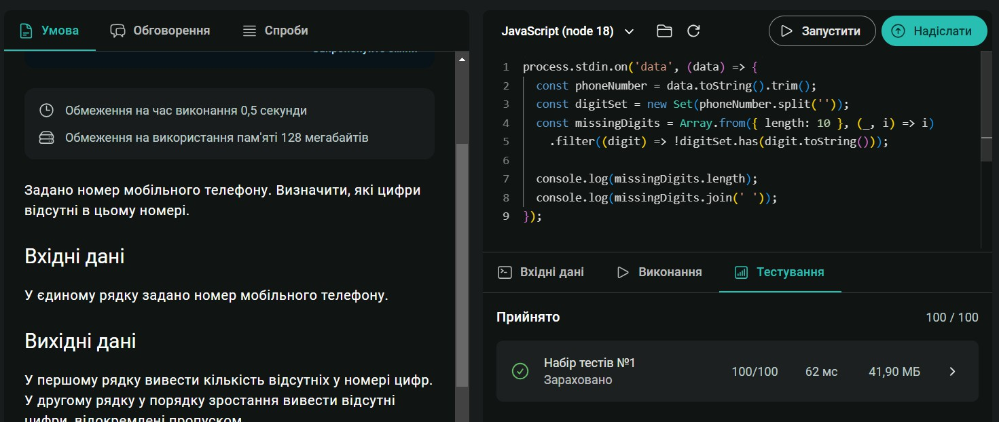 Умова
Обговорення
Спроби
Обмеження на час виконання 0,5 секунди
Обмеження на використання пам'яті 128 мегабайтів
Задано номер мобільного телефону. Визначити, які цифри
відсутні в цьому номері.
Вхідні дані
У єдиному рядку задано номер мобільного телефону.
Вихідні дані
У першому рядку вивести кількість відсутніх у номері цифр.
У другому рядку у порядку зростання вивести відсутні
цифри, відокремлені пропуском.
JavaScript (node 18)
Запустити
Надіслати
1 process.stdin.on('data', (data) => {
2 const phoneNumber = data.toString().trim();
3 const digitSet = new Set(phoneNumber.split(''));
4 const missingDigits = Array.from({ length: 10 }, (_, i) => i)
5 .filter((digit) => !digitSet.has(digit.toString()));
6
7 console.log(missingDigits.length);
8 console.log(missingDigits.join(' '));
9 });
Вхідні дані
Виконання
Тестування
Прийнято
100 / 100
Набір тестів №1
Зараховано
100/100
62 мс
41,90 МБ